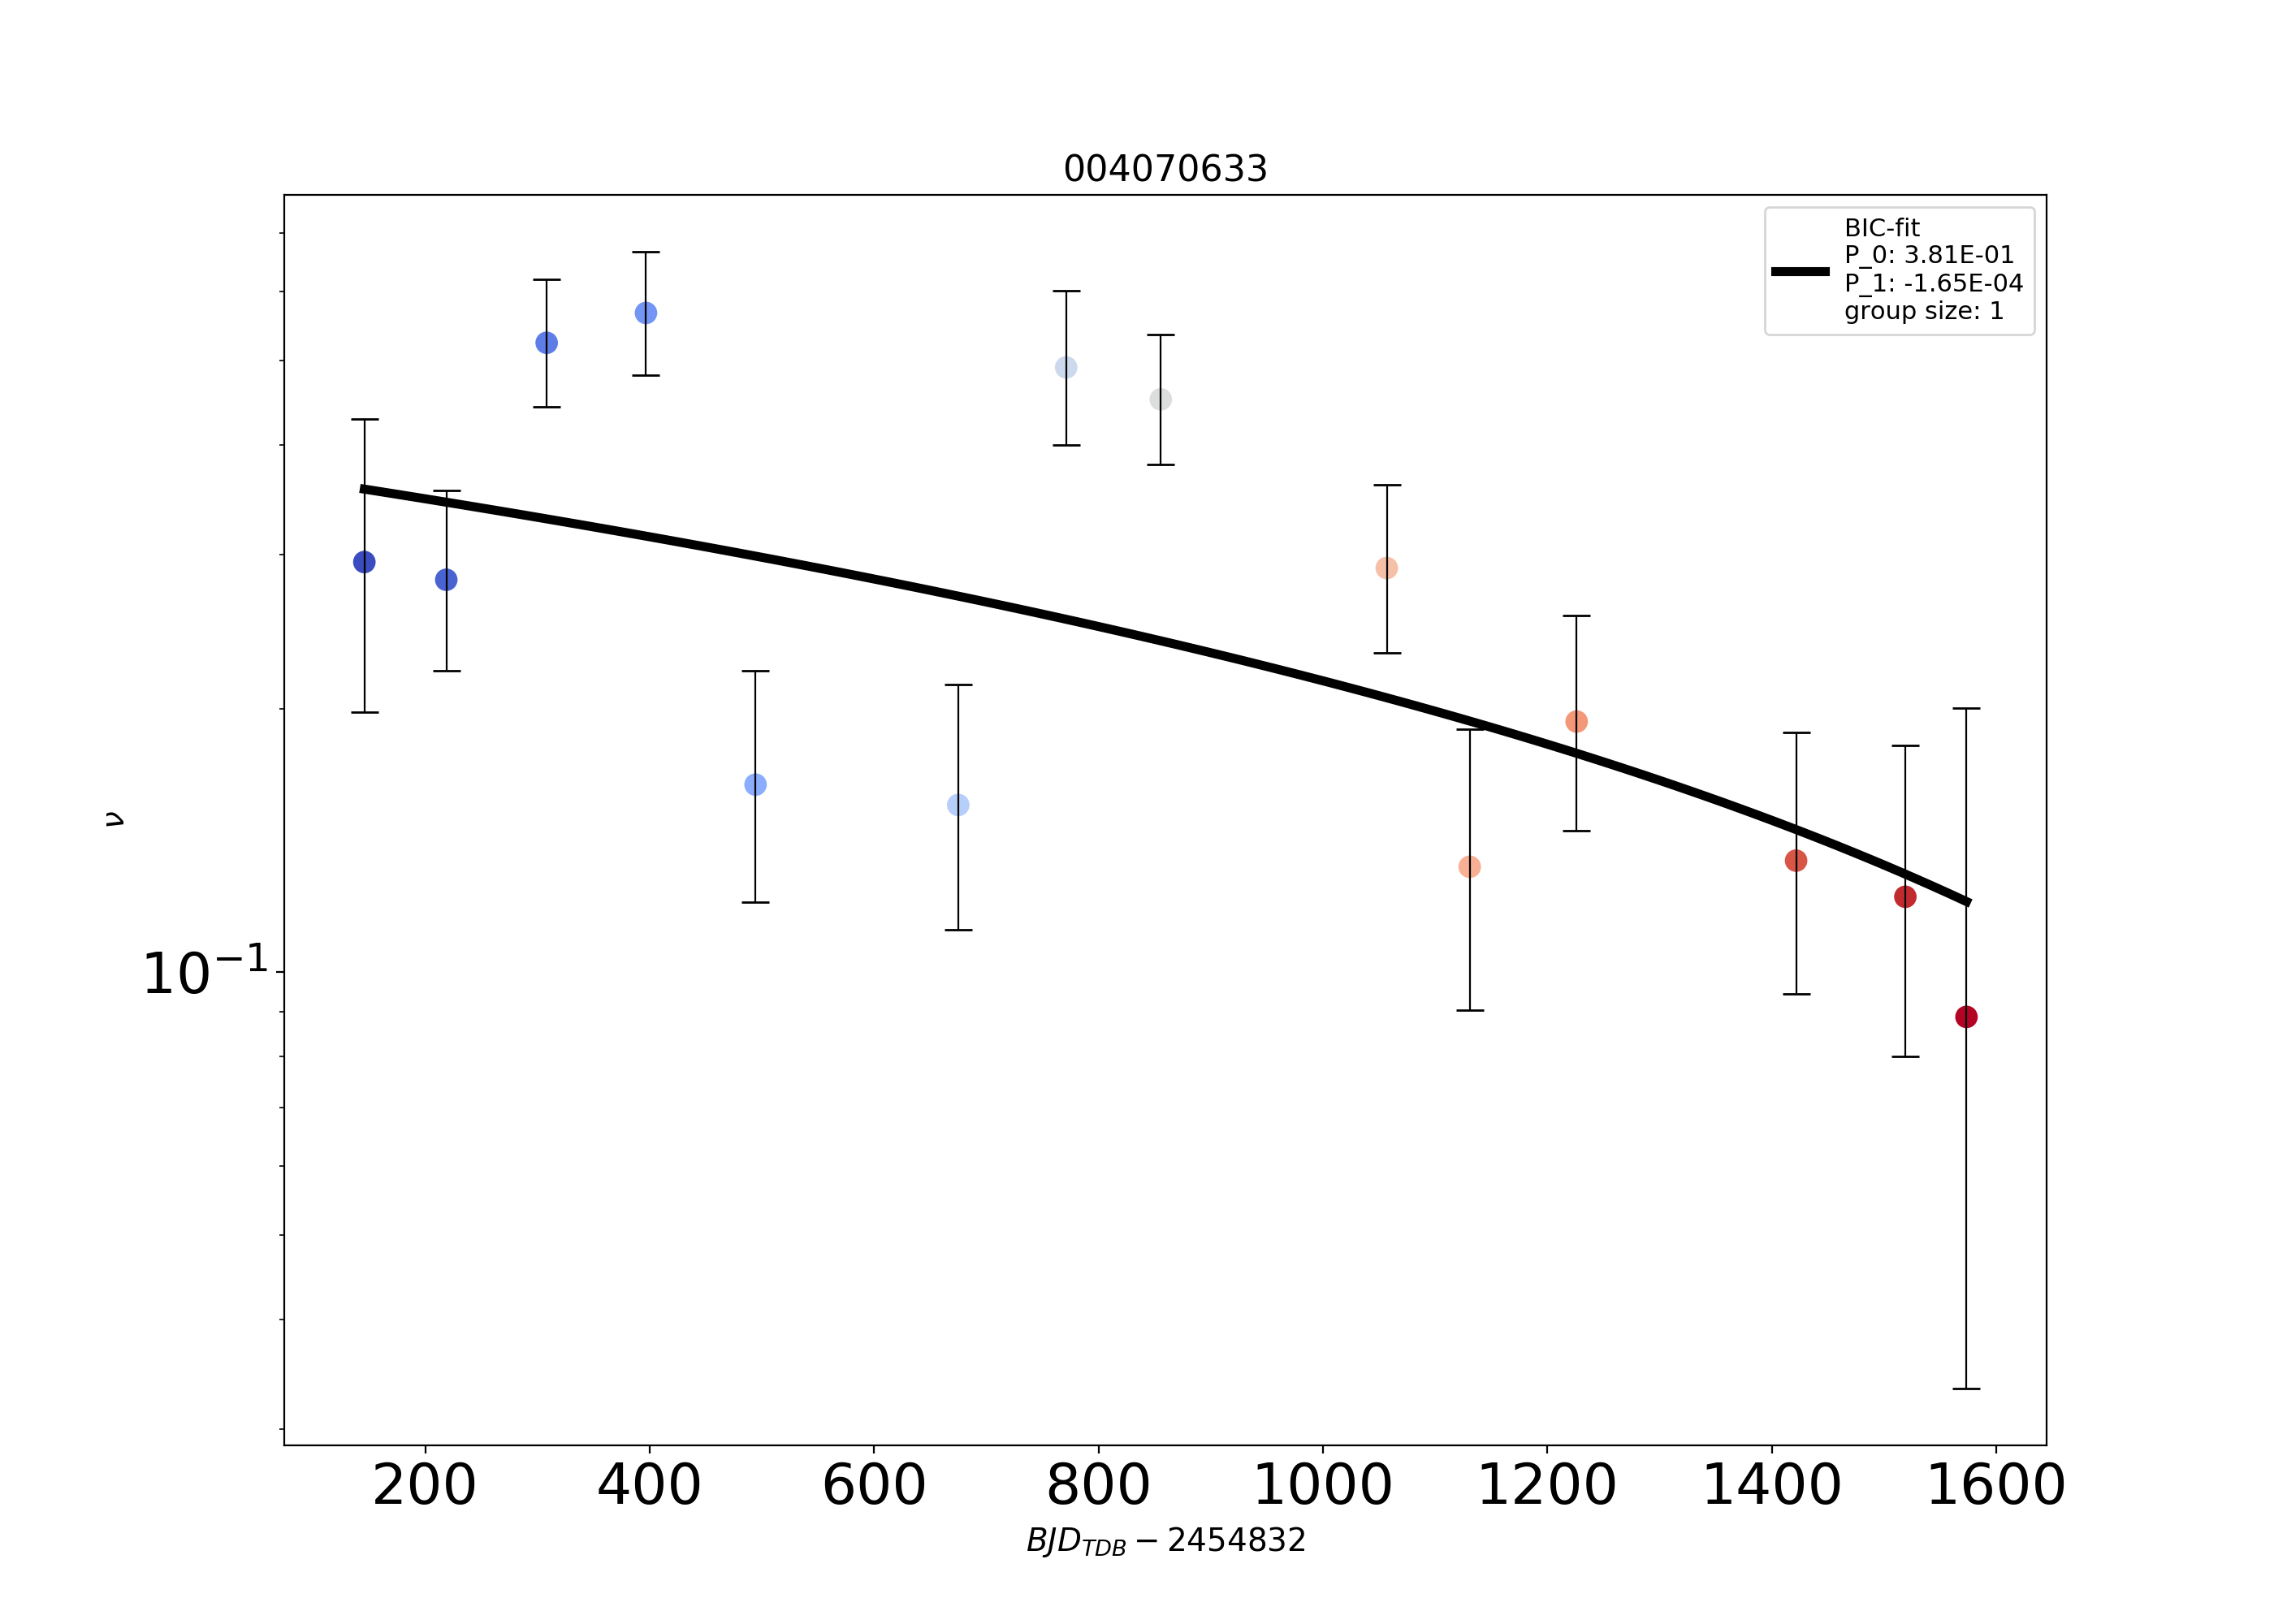 004070633
BIC-fit
P_0: 3.81E-01
P_1: -1.65E-04
group size: 1
ν
10⁻¹
200 400 600 800 1000 1200 1400 1600
BJD_TDB − 2454832